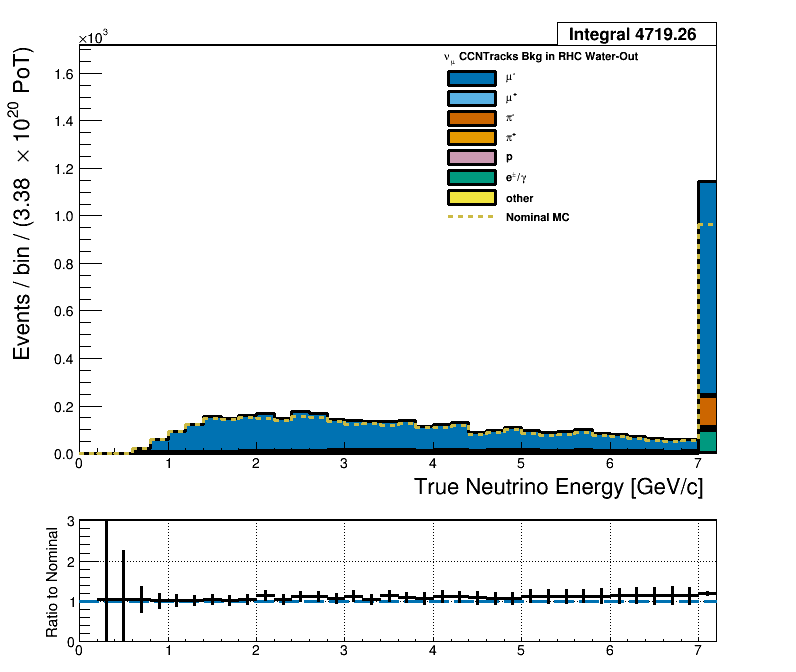 Integral 4719.26
×10³
ν_μ CCNTracks Bkg in RHC Water-Out
μ⁻
μ⁺
π⁻
π⁺
p
e±/γ
other
Nominal MC
Events / bin / (3.38 × 10²⁰ PoT)
1.6
1.4
1.2
1.0
0.8
0.6
0.4
0.2
0.0
0 1 2 3 4 5 6 7
True Neutrino Energy [GeV/c]
Ratio to Nominal
3
2
1
0
0 1 2 3 4 5 6 7